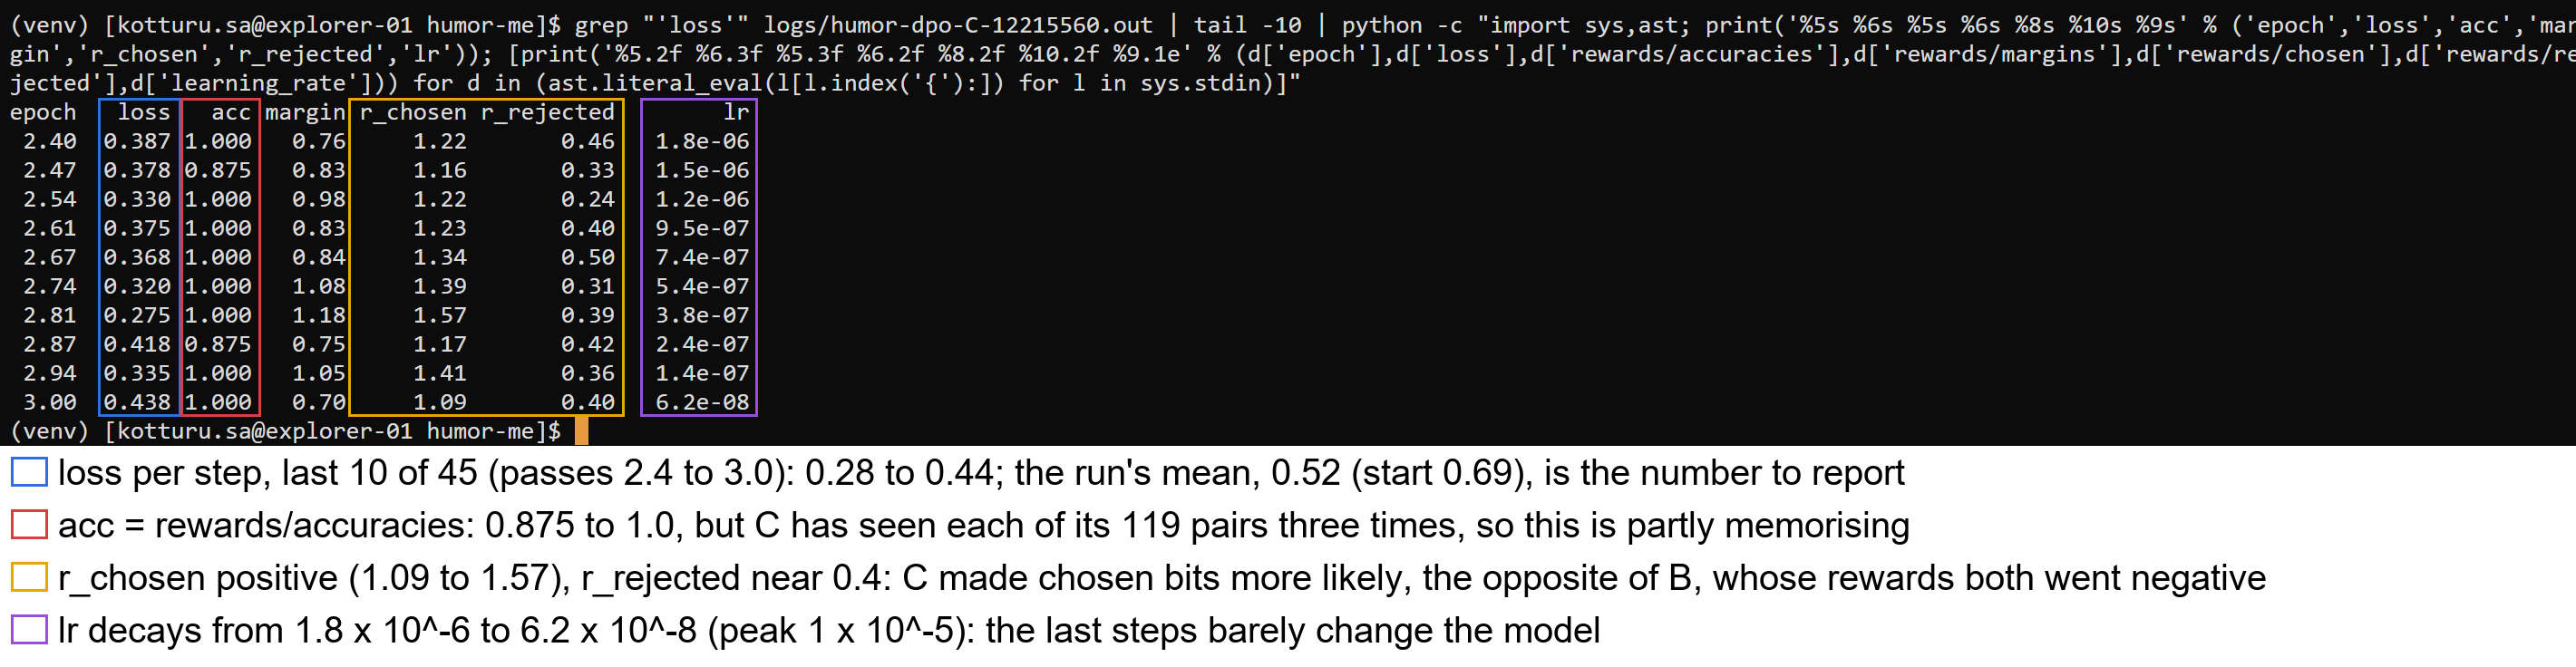 (venv) [kotturu.sa@explorer-01 humor-me]$ grep "'loss'" logs/humor-dpo-C-12215560.out | tail -10 | python -c "import sys,ast; print('%5s %6s %5s %6s %8s %10s %9s' % ('epoch','loss','acc','mar
gin','r_chosen','r_rejected','lr')); [print('%5.2f %6.3f %5.3f %6.2f %8.2f %10.2f %9.1e' % (d['epoch'],d['loss'],d['rewards/accuracies'],d['rewards/margins'],d['rewards/chosen'],d['rewards/re
jected'],d['learning_rate'])) for d in (ast.literal_eval(l[l.index('{'):]) for l in sys.stdin)]"
epoch loss acc margin r_chosen r_rejected lr
2.40 0.387 1.000 0.76 1.22 0.46 1.8e-06
2.47 0.378 0.875 0.83 1.16 0.33 1.5e-06
2.54 0.330 1.000 0.98 1.22 0.24 1.2e-06
2.61 0.375 1.000 0.83 1.23 0.40 9.5e-07
2.67 0.368 1.000 0.84 1.34 0.50 7.4e-07
2.74 0.320 1.000 1.08 1.39 0.31 5.4e-07
2.81 0.275 1.000 1.18 1.57 0.39 3.8e-07
2.87 0.418 0.875 0.75 1.17 0.42 2.4e-07
2.94 0.335 1.000 1.05 1.41 0.36 1.4e-07
3.00 0.438 1.000 0.70 1.09 0.40 6.2e-08
(venv) [kotturu.sa@explorer-01 humor-me]$
loss per step, last 10 of 45 (passes 2.4 to 3.0): 0.28 to 0.44; the run's mean, 0.52 (start 0.69), is the number to report
acc = rewards/accuracies: 0.875 to 1.0, but C has seen each of its 119 pairs three times, so this is partly memorising
r_chosen positive (1.09 to 1.57), r_rejected near 0.4: C made chosen bits more likely, the opposite of B, whose rewards both went negative
lr decays from 1.8 x 10^-6 to 6.2 x 10^-8 (peak 1 x 10^-5): the last steps barely change the model